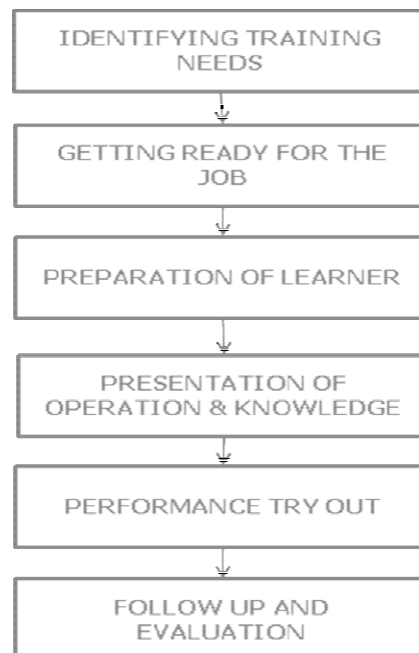 IDENTIFYING TRAINING
NEEDS
GETTING READY FOR THE
JOB
PREPARATION OF LEARNER
PRESENTATION OF
OPERATION & KNOWLEDGE
PERFORMANCE TRY OUT
FOLLOW UP AND
EVALUATION